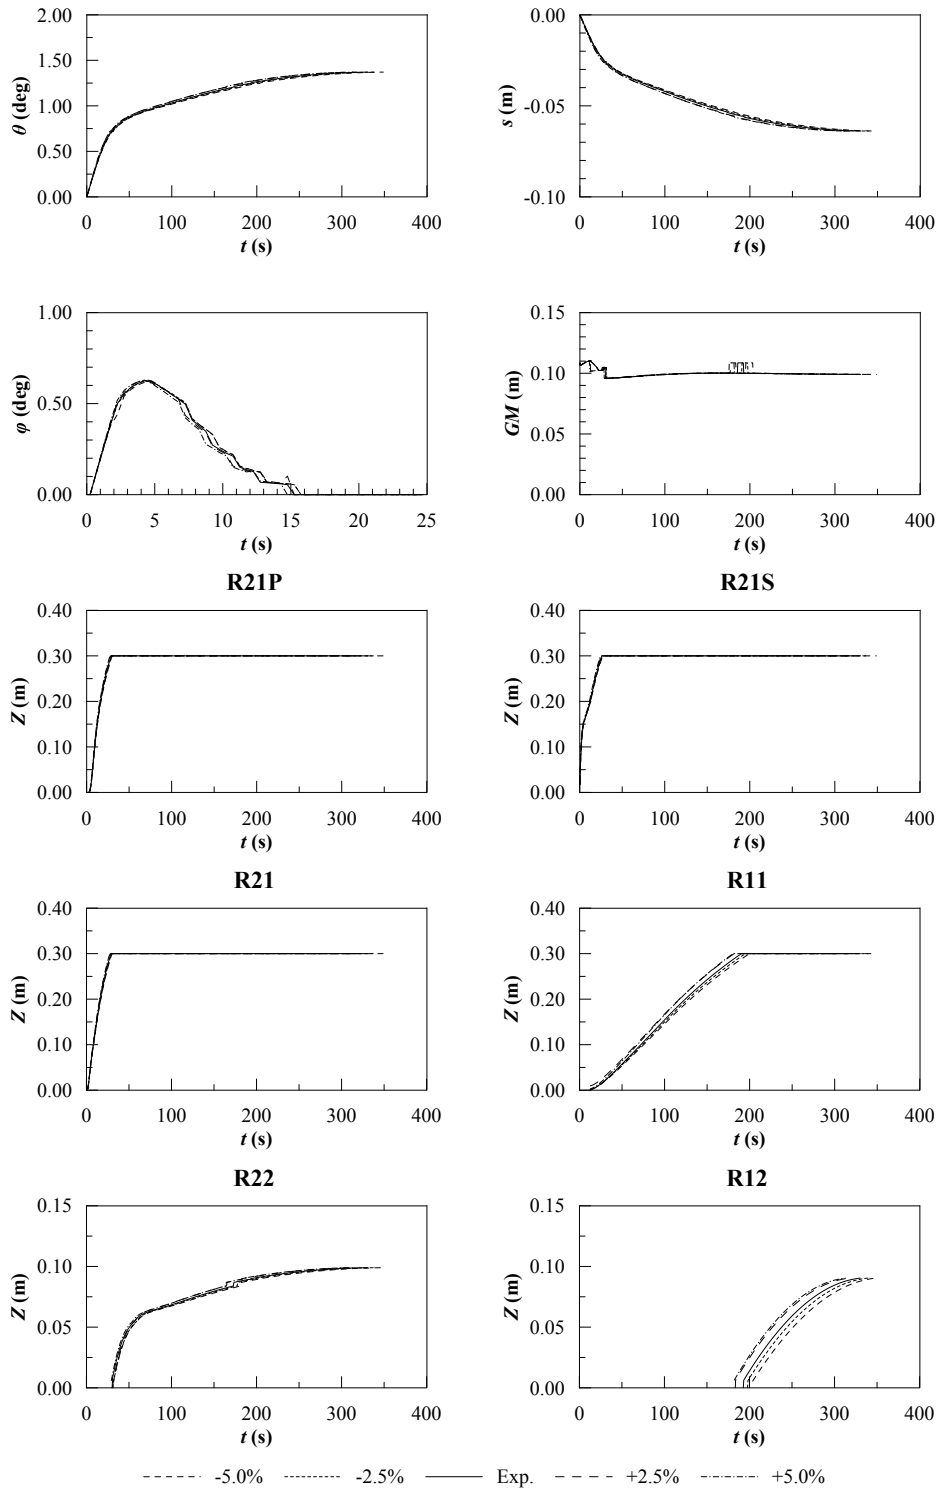 2.00
1.50
1.00
0.50
0.00
θ (deg)
0 100 200 300 400
t (s)
0.00
-0.05
-0.10
s (m)
0 100 200 300 400
t (s)
1.00
0.50
0.00
φ (deg)
0 5 10 15 20 25
t (s)
0.15
0.10
0.05
0.00
GM (m)
0 100 200 300 400
t (s)
R21P
0.40
0.30
0.20
0.10
0.00
Z (m)
0 100 200 300 400
t (s)
R21S
0.40
0.30
0.20
0.10
0.00
Z (m)
0 100 200 300 400
t (s)
R21
0.40
0.30
0.20
0.10
0.00
Z (m)
0 100 200 300 400
t (s)
R11
0.40
0.30
0.20
0.10
0.00
Z (m)
0 100 200 300 400
t (s)
R22
0.15
0.10
0.05
0.00
Z (m)
0 100 200 300 400
t (s)
R12
0.15
0.10
0.05
0.00
Z (m)
0 100 200 300 400
t (s)
-5.0% -2.5% Exp. +2.5% +5.0%